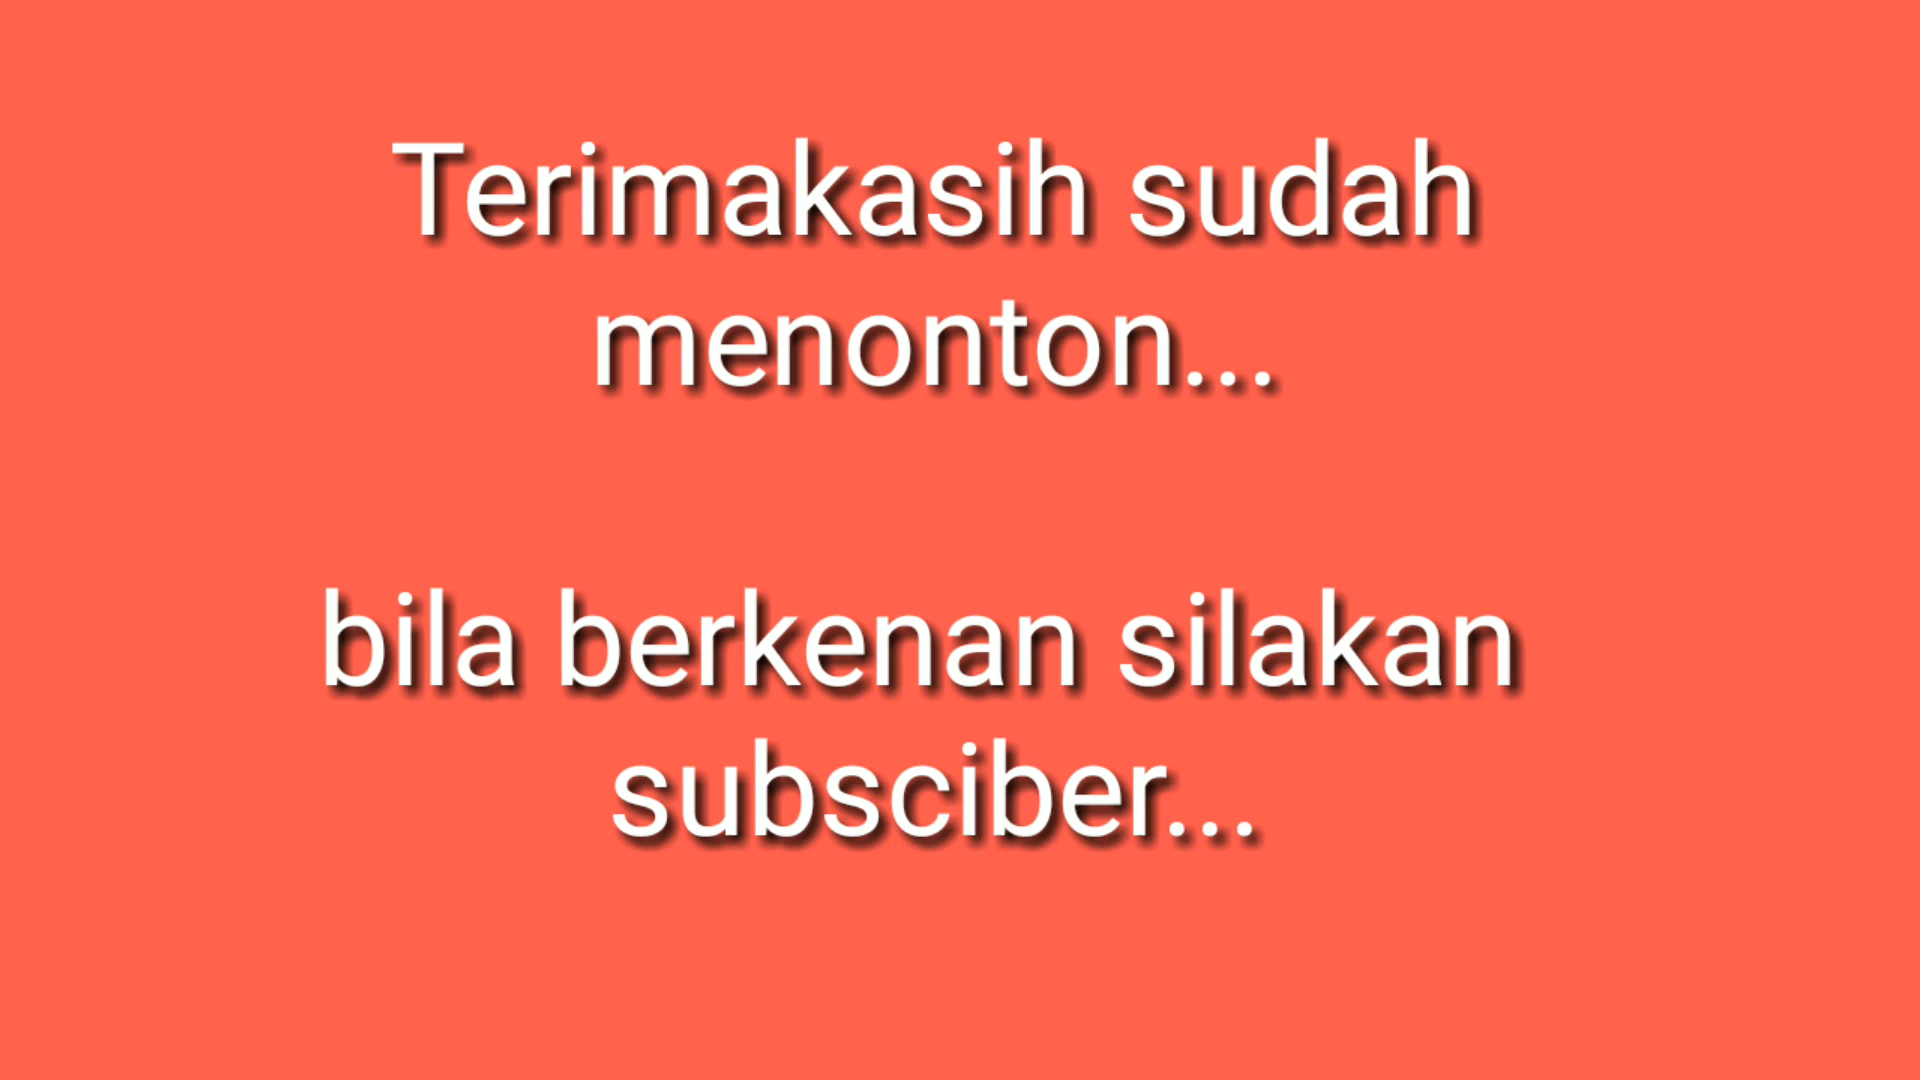 Terimakasih sudah
menonton...
bila berkenan silakan
subsciber...